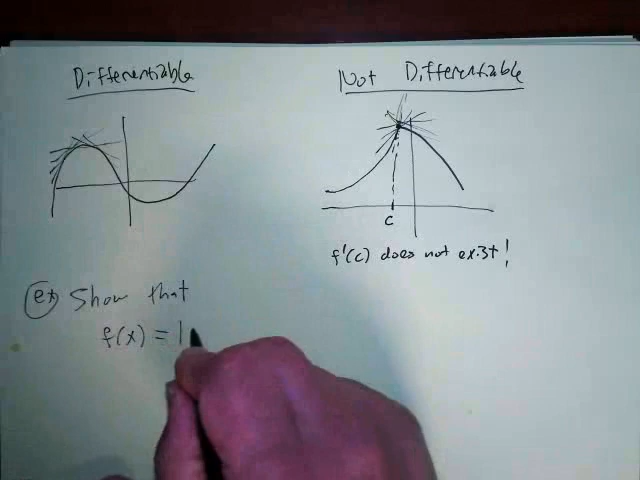 Differentiable
Not Differentiable
c
f'(c) does not exist!
ex Show that
f(x) = |